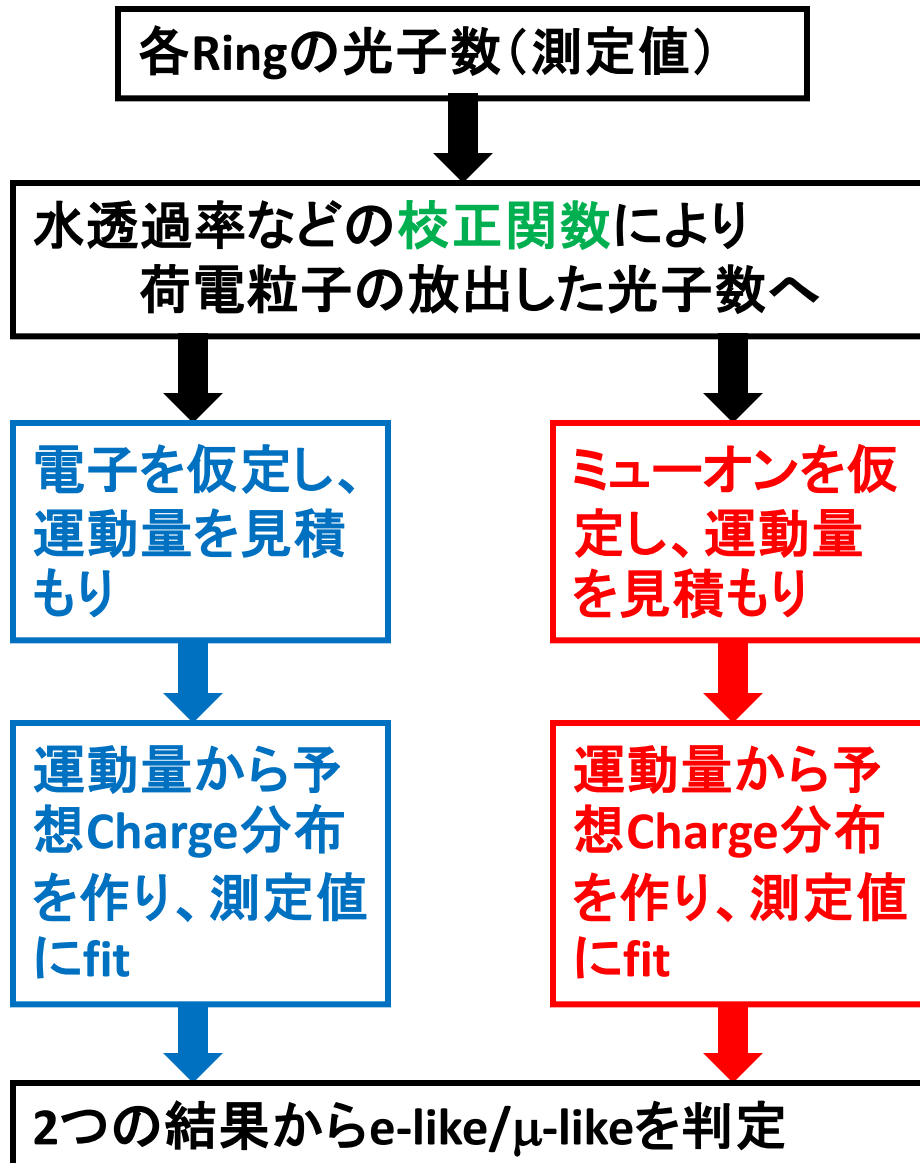 各Ringの光子数（測定値）
水透過率などの校正関数により
荷電粒子の放出した光子数へ
電子を仮定し、
運動量を見積
もり
ミューオンを仮
定し、運動量
を見積もり
運動量から予
想Charge分布
を作り、測定値
にfit
運動量から予
想Charge分布
を作り、測定値
にfit
2つの結果からe-like/μ-likeを判定